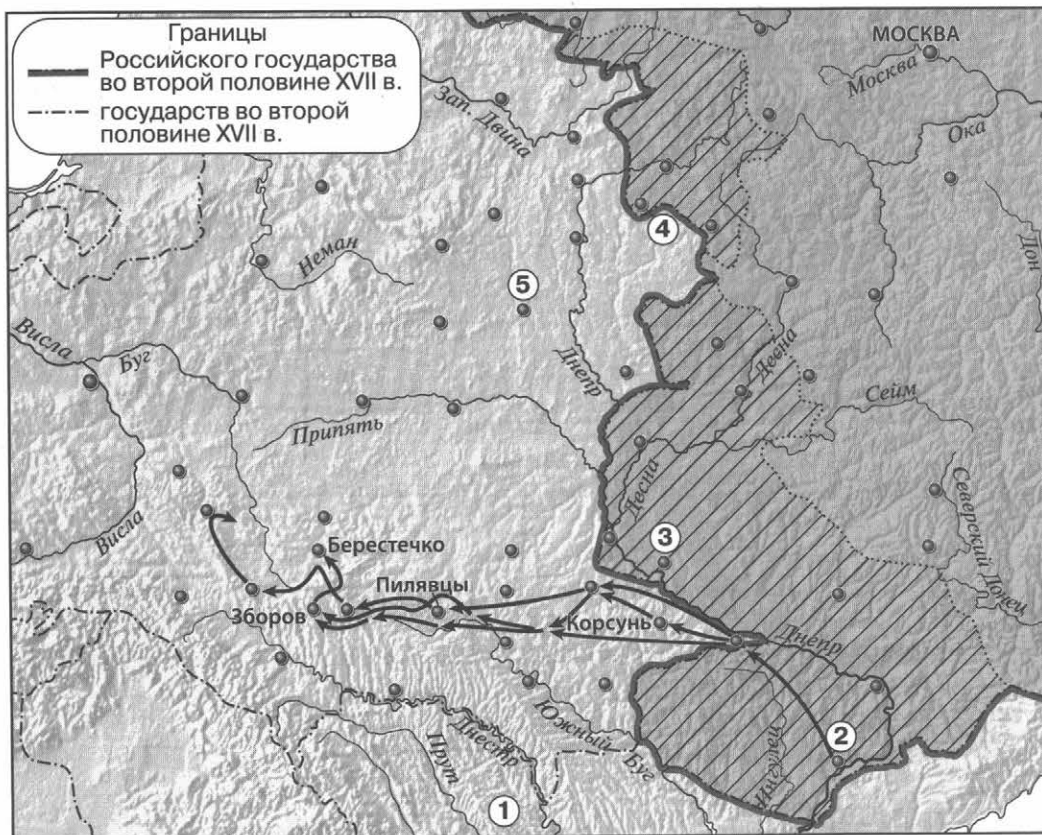 Границы
Российского государства
во второй половине XVII в.
государств во второй
половине XVII в.
МОСКВА
Москва
Зап. Двина
Ока
Дон
4
Неман
5
Висла
Буг
Днепр
Десна
Сейм
Припять
Десна
Северский Донец
Висла
3
Берестечко
Пилявцы
Зборов
Корсунь
Днепр
2
Южный
Буг
Днестр
Прут
Ингулец
1